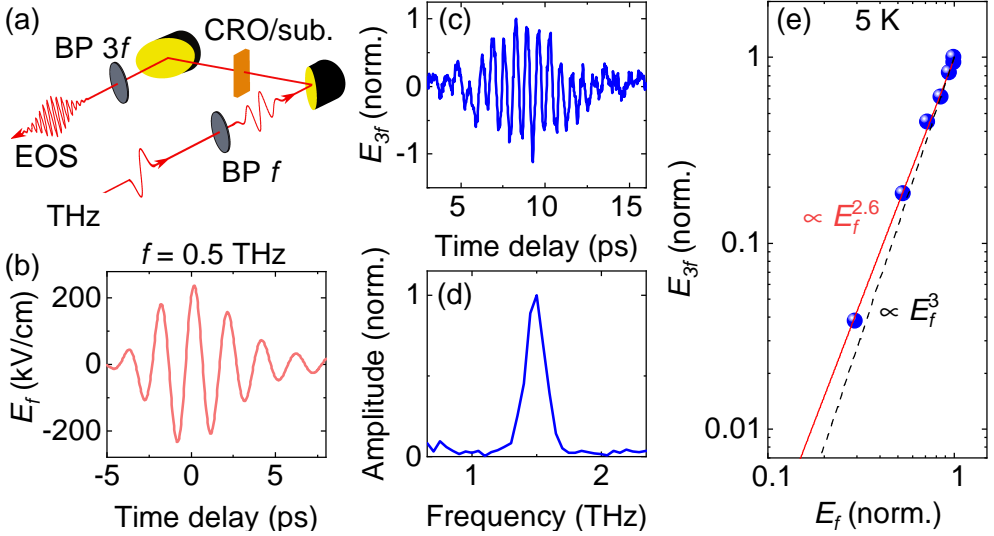 (a)
CRO/sub.
BP 3f
EOS
BP f
THz
(b)
f = 0.5 THz
200
0
-200
E_f (kV/cm)
-5
0
5
Time delay (ps)
(c)
1
0
-1
E_3f (norm.)
5
10
15
Time delay (ps)
(d)
1
0
Amplitude (norm.)
1
2
Frequency (THz)
(e)
5 K
1
0.1
0.01
E_3f (norm.)
∝ E_f^2.6
∝ E_f^3
0.1
1
E_f (norm.)